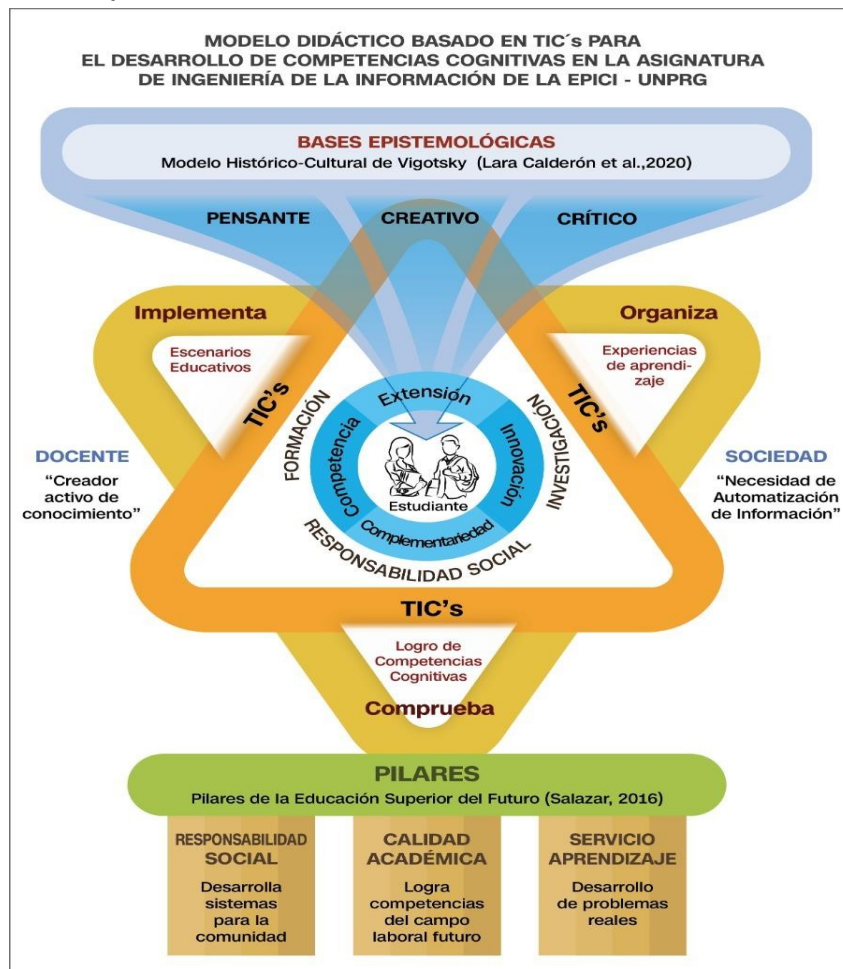 MODELO DIDÁCTICO BASADO EN TIC´s PARA
EL DESARROLLO DE COMPETENCIAS COGNITIVAS EN LA ASIGNATURA
DE INGENIERÍA DE LA INFORMACIÓN DE LA EPICI - UNPRG
BASES EPISTEMOLÓGICAS
Modelo Histórico-Cultural de Vigotsky (Lara Calderón et al.,2020)
PENSANTE
CREATIVO
CRÍTICO
Implementa
Organiza
Escenarios
Educativos
Experiencias
de aprendi-
zaje
TIC's
TIC's
FORMACIÓN
INVESTIGACIÓN
Extensión
Competencia
Innovación
Estudiante
Complementariedad
RESPONSABILIDAD SOCIAL
DOCENTE
“Creador
activo de
conocimiento”
SOCIEDAD
“Necesidad de
Automatización
de Información”
TIC's
Logro de
Competencias
Cognitivas
Comprueba
PILARES
Pilares de la Educación Superior del Futuro (Salazar, 2016)
RESPONSABILIDAD
SOCIAL
Desarrolla
sistemas
para la
comunidad
CALIDAD
ACADÉMICA
Logra
competencias
del campo
laboral futuro
SERVICIO
APRENDIZAJE
Desarrollo
de problemas
reales